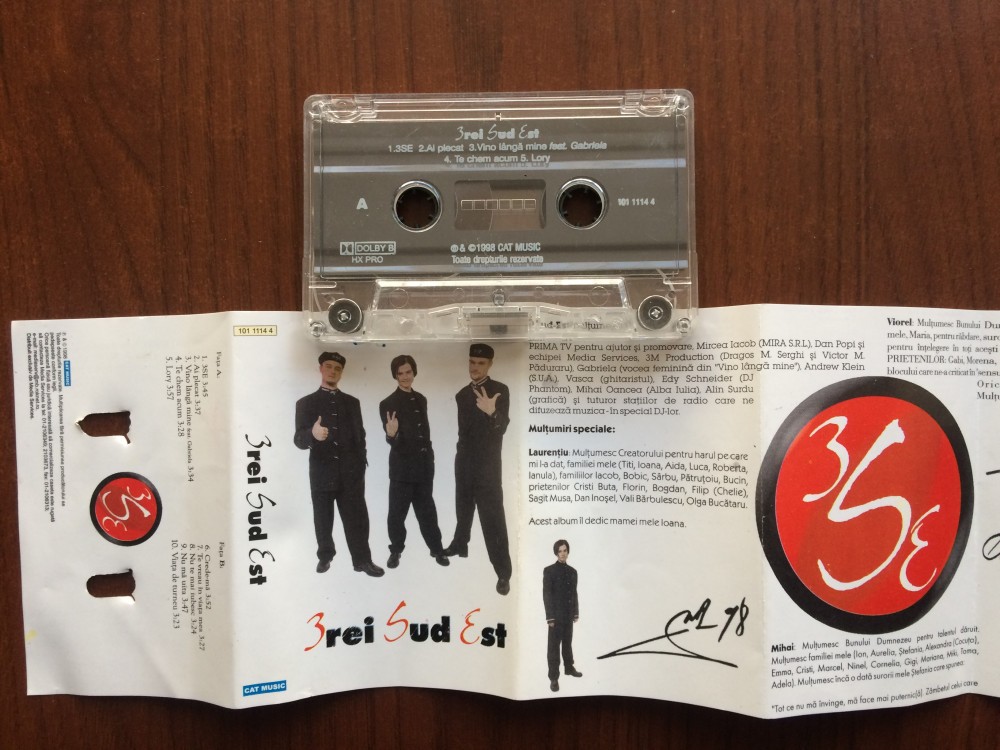 3rei Sud Est
1.3SE 2.Ai plecat 3.Vino lângă mine feat. Gabriela
4. Te chem acum 5. Lory
A
101 1114 4
DOLBY B
HX PRO
℗ & ©1998 CAT MUSIC
Toate drepturile rezervate
101 1114 4
Fața A.
1. 3SE 3:45
2. Ai plecat 3:37
3. Vino lângă mine feat. Gabriela 3:34
4. Te chem acum 3:28
5. Lory 3:57
Fața B.
6. Crede-mă 3:32
7. Te vreau în viața mea 3:27
8. Nu te mai iubesc 3:24
9. Nu mă uita 3:47
10. Viața de turneu 3:23
3SE
3rei Sud Est
CAT MUSIC
3rei Sud Est
PRIMA TV pentru ajutor și promovare, Mircea Iacob (MIRA S.R.L), Dan Popi și
echipei Media Services, 3M Production (Dragoș M. Serghi și Victor M.
Păduraru), Gabriela (vocea feminină din "Vino lângă mine"), Andrew Klein
(S.U.A.), Vasca (ghitaristul), Edy Schneider (DJ
Phantom), Mihai Oancea (Alba Iulia), Alin Surdu
(grafică) și tuturor stațiilor de radio care ne
difuzează muzica - în special DJ-lor.
Mulțumiri speciale:
Laurențiu: Mulțumesc Creatorului pentru harul pe care
mi l-a dat, familiei mele (Titi, Ioana, Aida, Luca, Roberta,
Ianula), familiilor Iacob, Bobic, Sârbu, Pătruțoiu, Bucin,
prietenilor Cristi Buta, Florin, Bogdan, Filip (Chelie),
Sagit Musa, Dan Inoșel, Vali Bărbulescu, Olga Bucătaru.
Acest album îl dedic mamei mele Ioana.
98
Viorel: Mulțumesc Bunului
mele, Maria, pentru răbdare,
pentru înțelegere în toți acești
PRIETENILOR: Gabi, Morena,
blocului care ne-a criticat în
3SE
Mihai: Mulțumesc Bunului Dumnezeu pentru talentul dăruit.
Mulțumesc familiei mele (Ion, Aurelia, Ștefania, Alexandra (Cocuța),
Emma, Cristi, Marcel, Ninel, Cornelia, Gigi, Mariana, Miki, Toma,
Adela). Mulțumesc încă o dată surorii mele Ștefania care spunea:
"Tot ce nu mă învinge, mă face mai puternic(ă). Zâmbetul celui care